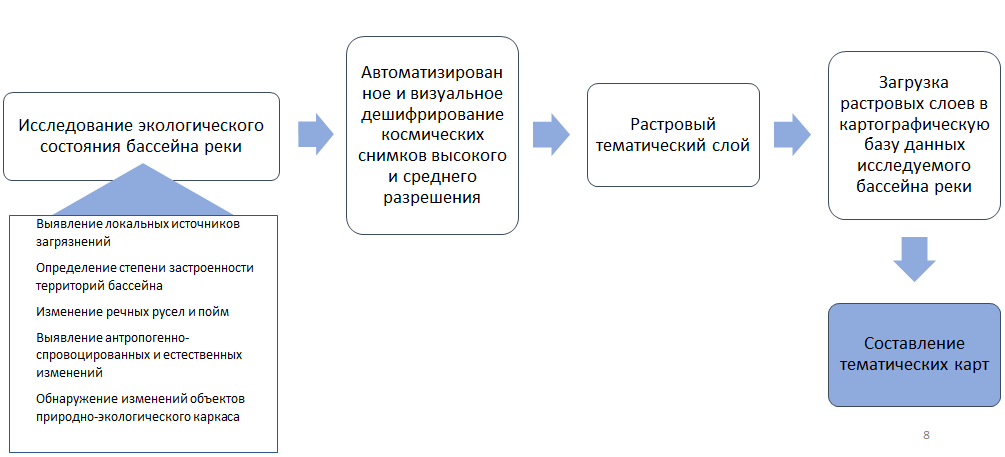 Исследование экологического
состояния бассейна реки
Выявление локальных источников
загрязнений
Определение степени застроенности
территорий бассейна
Изменение речных русел и пойм
Выявление антропогенно-
спровоцированных и естественных
изменений
Обнаружение изменений объектов
природно-экологического каркаса
Автоматизирован
ное и визуальное
дешифрирование
космических
снимков высокого
и среднего
разрешения
Растровый
тематический слой
Загрузка
растровых слоев в
картографическую
базу данных
исследуемого
бассейна реки
Составление
тематических карт
8